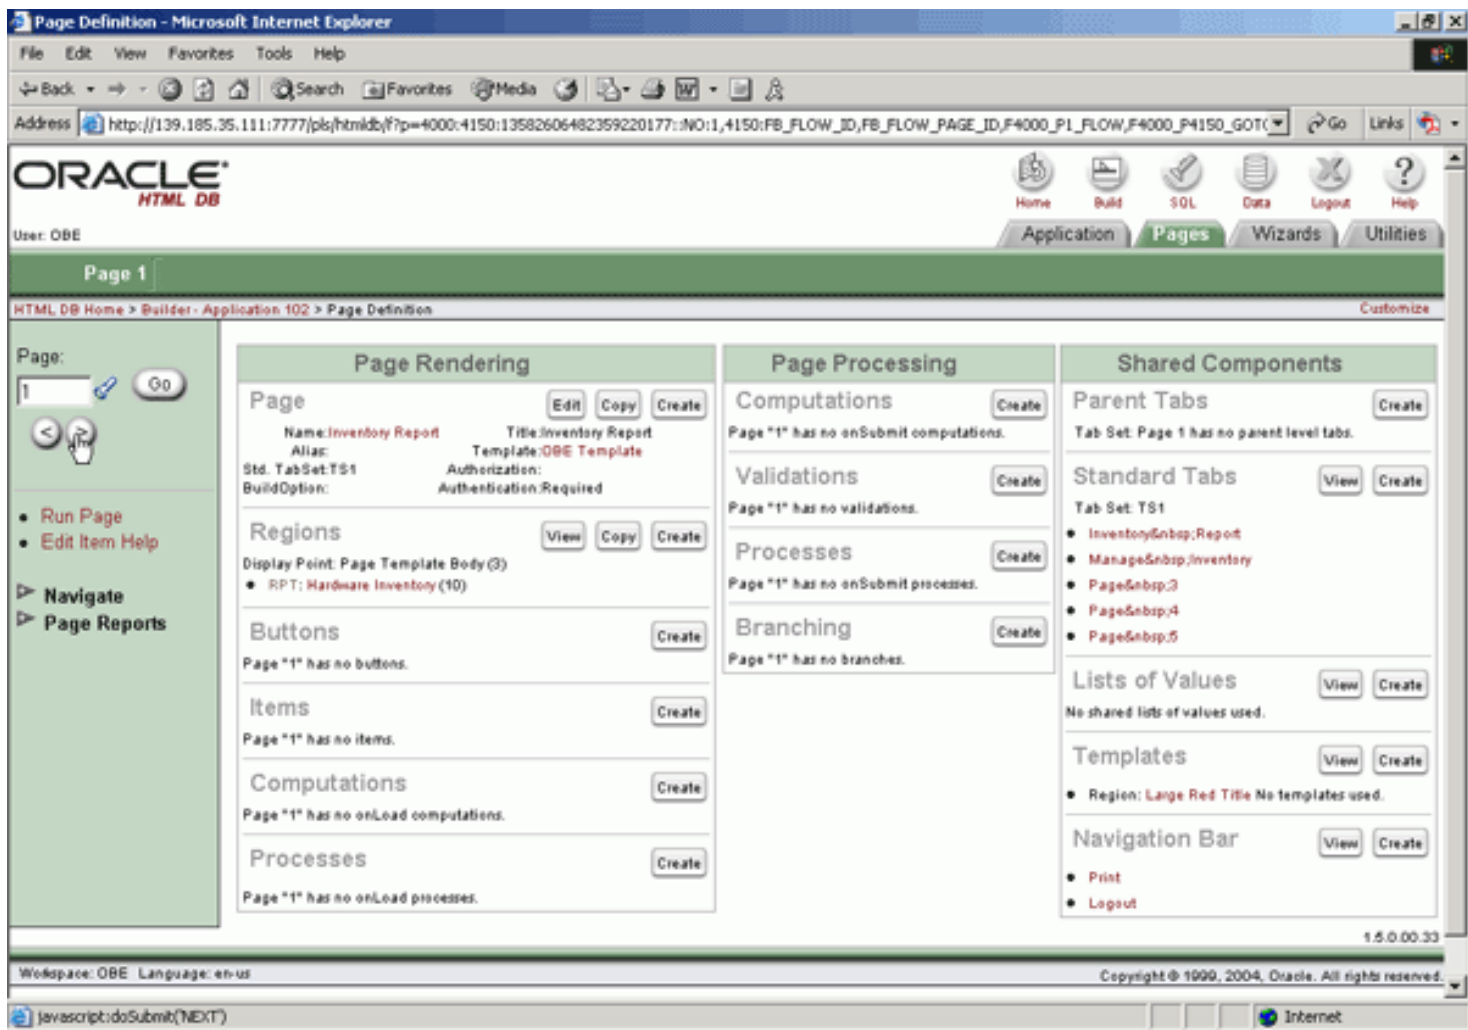 Page Definition - Microsoft Internet Explorer
File Edit View Favorites Tools Help
Back Search Favorites Media
Address http://139.185.35.111:7777/pls/htmldb/f?p=4000:4150:13582606482359220177::NO:1,4150:FB_FLOW_ID,FB_FLOW_PAGE_ID,F4000_P1_FLOW,F4000_P4150_GOT Go Links
ORACLE
HTML DB
Home Build SQL Data Logout Help
User: OBE
Application Pages Wizards Utilities
Page 1
HTML DB Home > Builder - Application 102 > Page Definition
Customize
Page:
1 Go
< >
Run Page
Edit Item Help
Navigate
Page Reports
Page Rendering
Page Edit Copy Create
Name:Inventory Report Title:Inventory Report
Alias: Template:OBE Template
Std. TabSet:TS1 Authorization:
BuildOption: Authentication:Required
Regions View Copy Create
Display Point: Page Template Body (3)
RPT: Hardware Inventory (10)
Buttons Create
Page "1" has no buttons.
Items Create
Page "1" has no items.
Computations Create
Page "1" has no onLoad computations.
Processes Create
Page "1" has no onLoad processes.
Page Processing
Computations Create
Page "1" has no onSubmit computations.
Validations Create
Page "1" has no validations.
Processes Create
Page "1" has no onSubmit processes.
Branching Create
Page "1" has no branches.
Shared Components
Parent Tabs Create
Tab Set: Page 1 has no parent level tabs.
Standard Tabs View Create
Tab Set: TS1
Inventory&nbsp;Report
Manage&nbsp;Inventory
Page&nbsp;3
Page&nbsp;4
Page&nbsp;5
Lists of Values View Create
No shared lists of values used.
Templates View Create
Region: Large Red Title No templates used.
Navigation Bar View Create
Print
Logout
1.5.0.00.33
Workspace: OBE Language: en-us
Copyright © 1999, 2004, Oracle. All rights reserved.
javascript:doSubmit('NEXT')
Internet